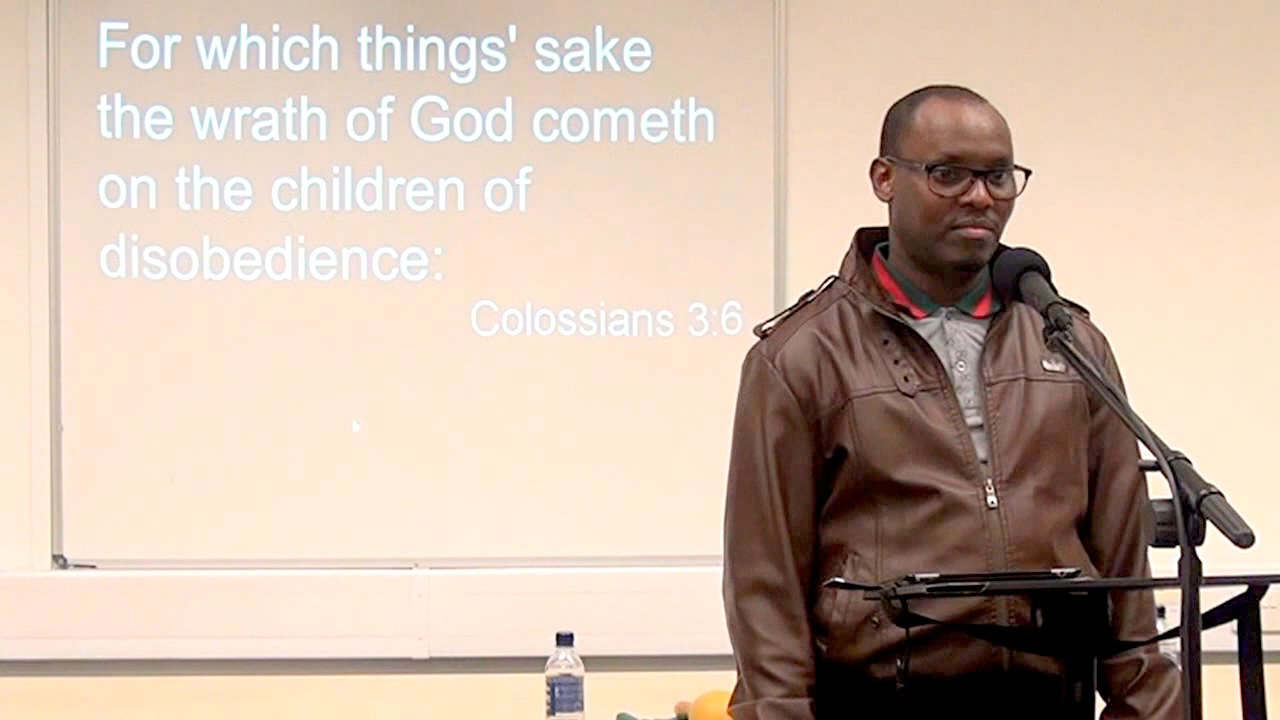 For which things' sake
the wrath of God cometh
on the children of
disobedience:
Colossians 3:6